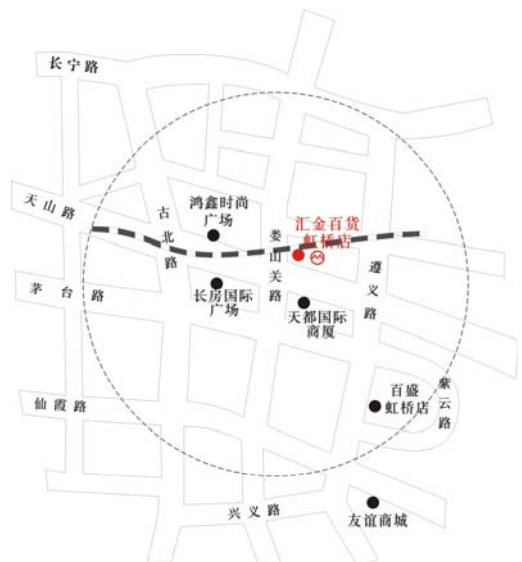 长宁路
天山路
古北路
鸿鑫时尚
广场
娄山关路
汇金百货
虹桥店
遵义路
茅台路
长房国际
广场
天都国际
商厦
仙霞路
百盛
虹桥店
紫云路
兴义路
友谊商城